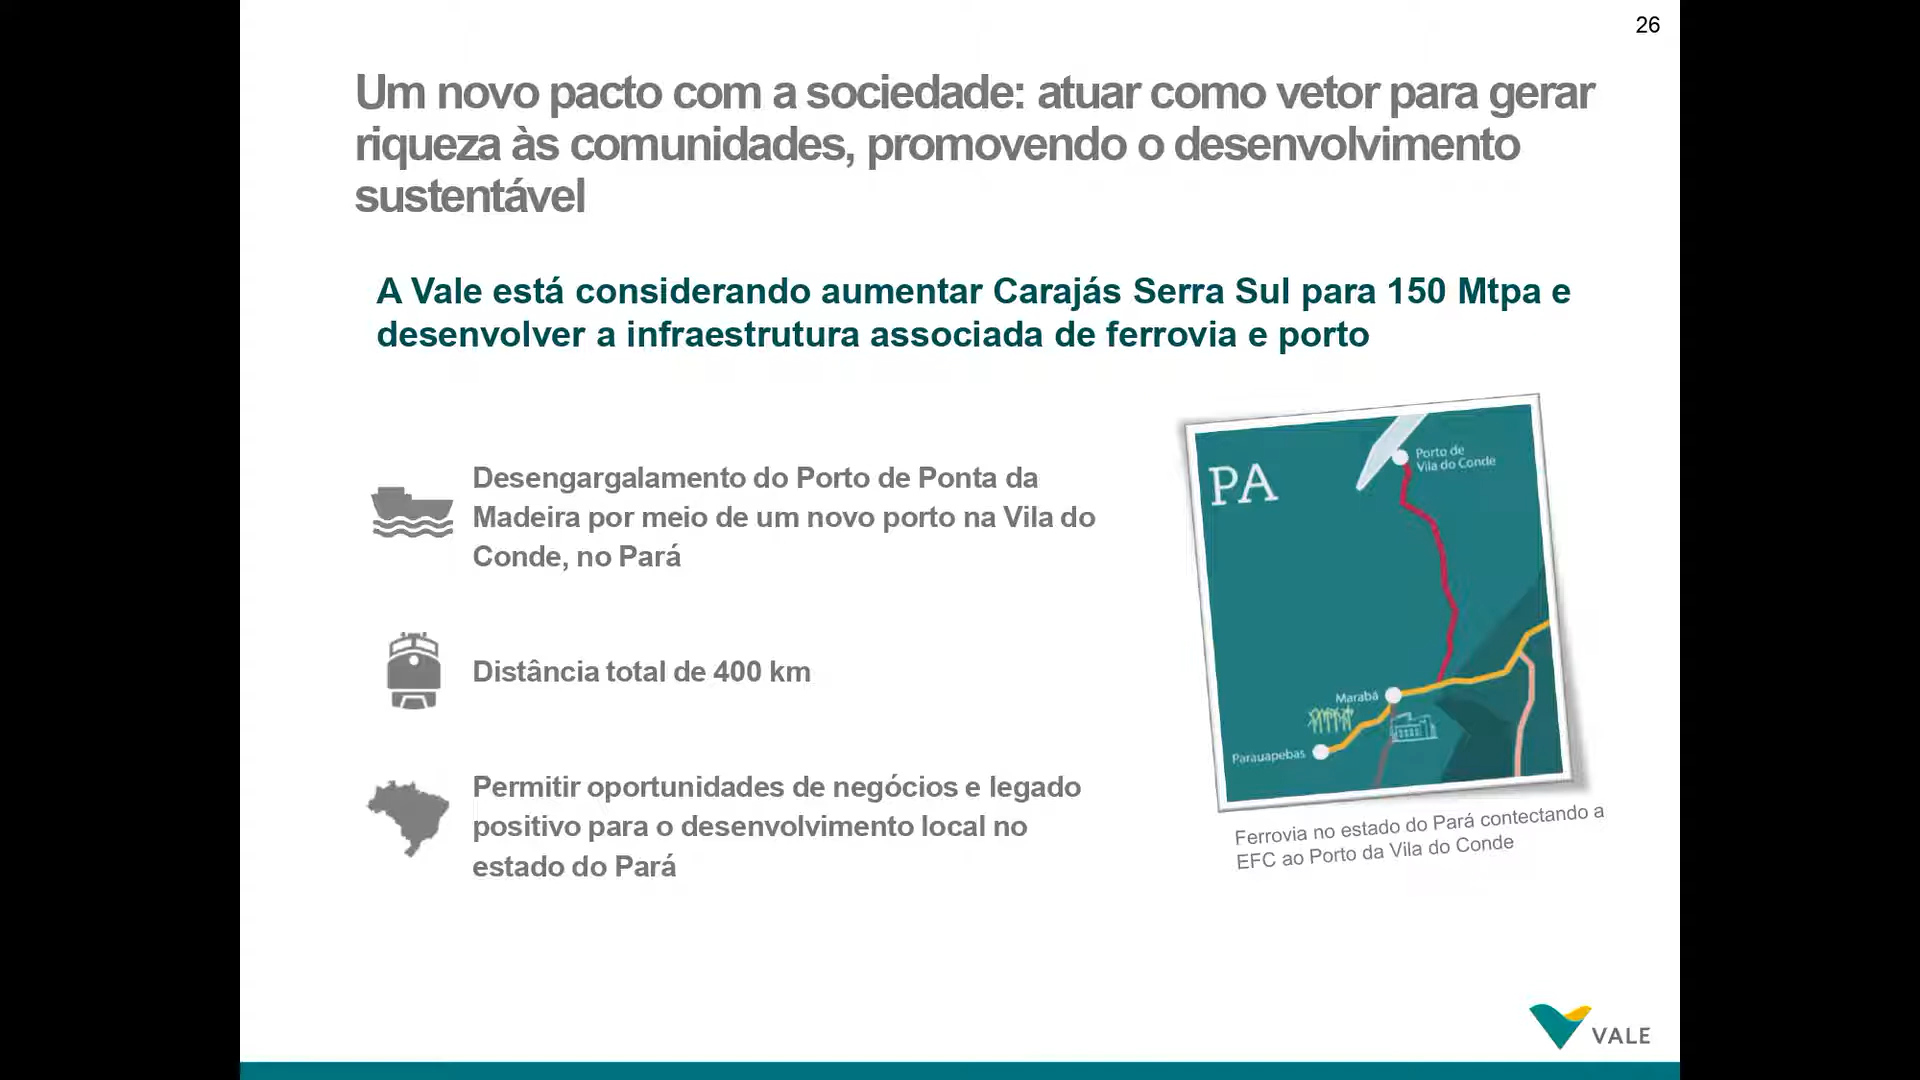 26
Um novo pacto com a sociedade: atuar como vetor para gerar
riqueza às comunidades, promovendo o desenvolvimento
sustentável
A Vale está considerando aumentar Carajás Serra Sul para 150 Mtpa e
desenvolver a infraestrutura associada de ferrovia e porto
Desengargalamento do Porto de Ponta da
Madeira por meio de um novo porto na Vila do
Conde, no Pará
Distância total de 400 km
Permitir oportunidades de negócios e legado
positivo para o desenvolvimento local no
estado do Pará
PA
Porto de
Vila do Conde
Marabá
Parauapebas
Ferrovia no estado do Pará contectando a
EFC ao Porto da Vila do Conde
VALE